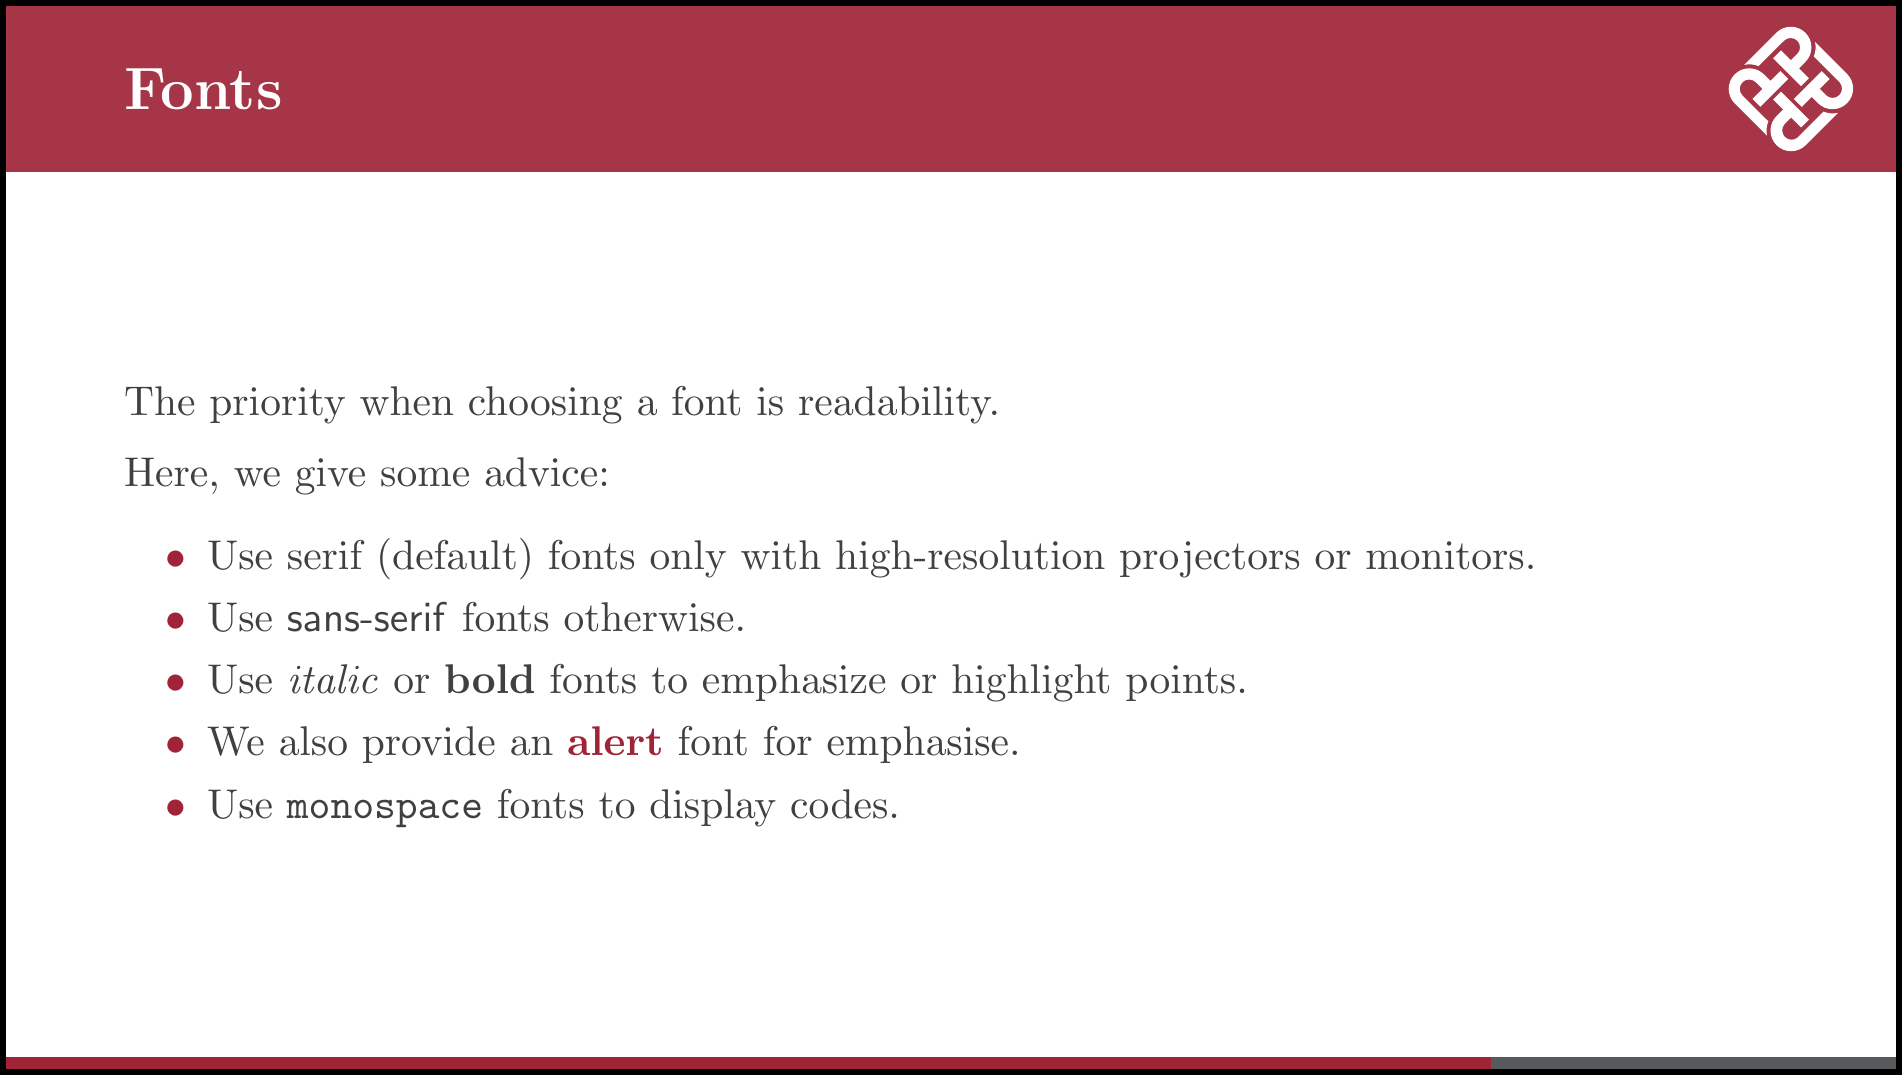 Fonts
The priority when choosing a font is readability.
Here, we give some advice:
• Use serif (default) fonts only with high-resolution projectors or monitors.
• Use sans-serif fonts otherwise.
• Use italic or bold fonts to emphasize or highlight points.
• We also provide an alert font for emphasise.
• Use monospace fonts to display codes.